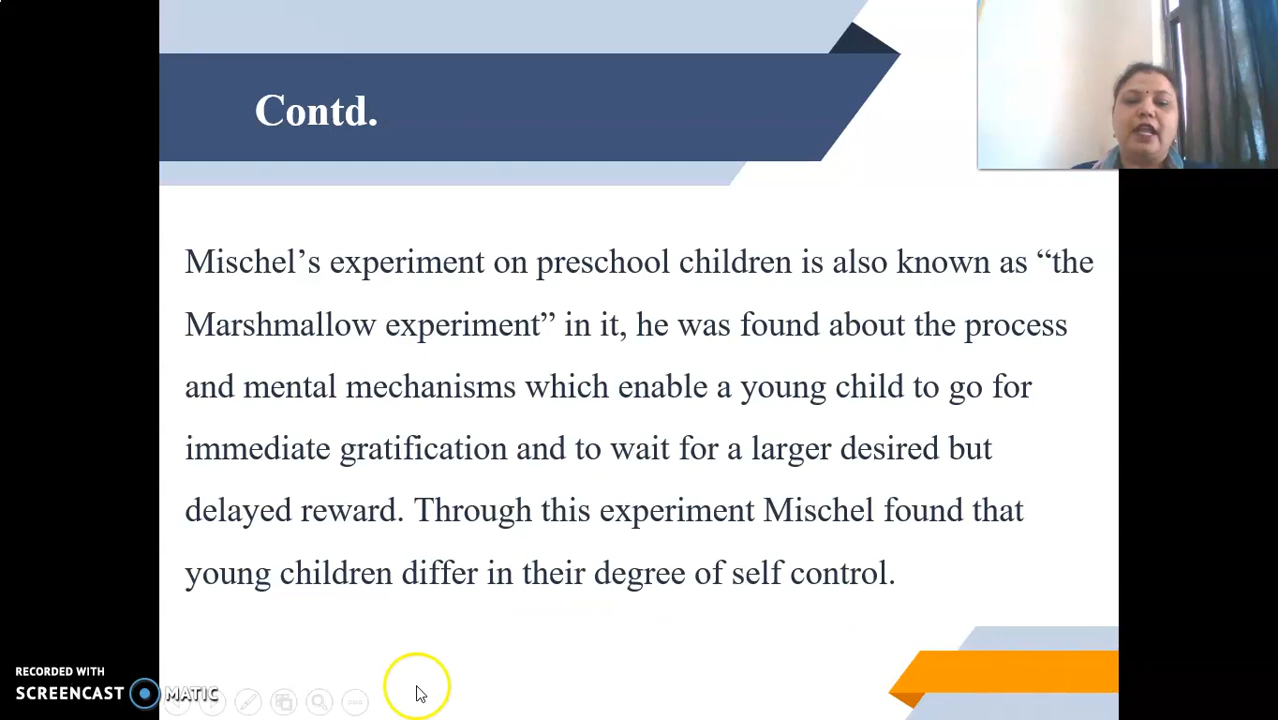 Contd.
Mischel’s experiment on preschool children is also known as “the
Marshmallow experiment” in it, he was found about the process
and mental mechanisms which enable a young child to go for
immediate gratification and to wait for a larger desired but
delayed reward. Through this experiment Mischel found that
young children differ in their degree of self control.
RECORDED WITH
SCREENCAST MATIC